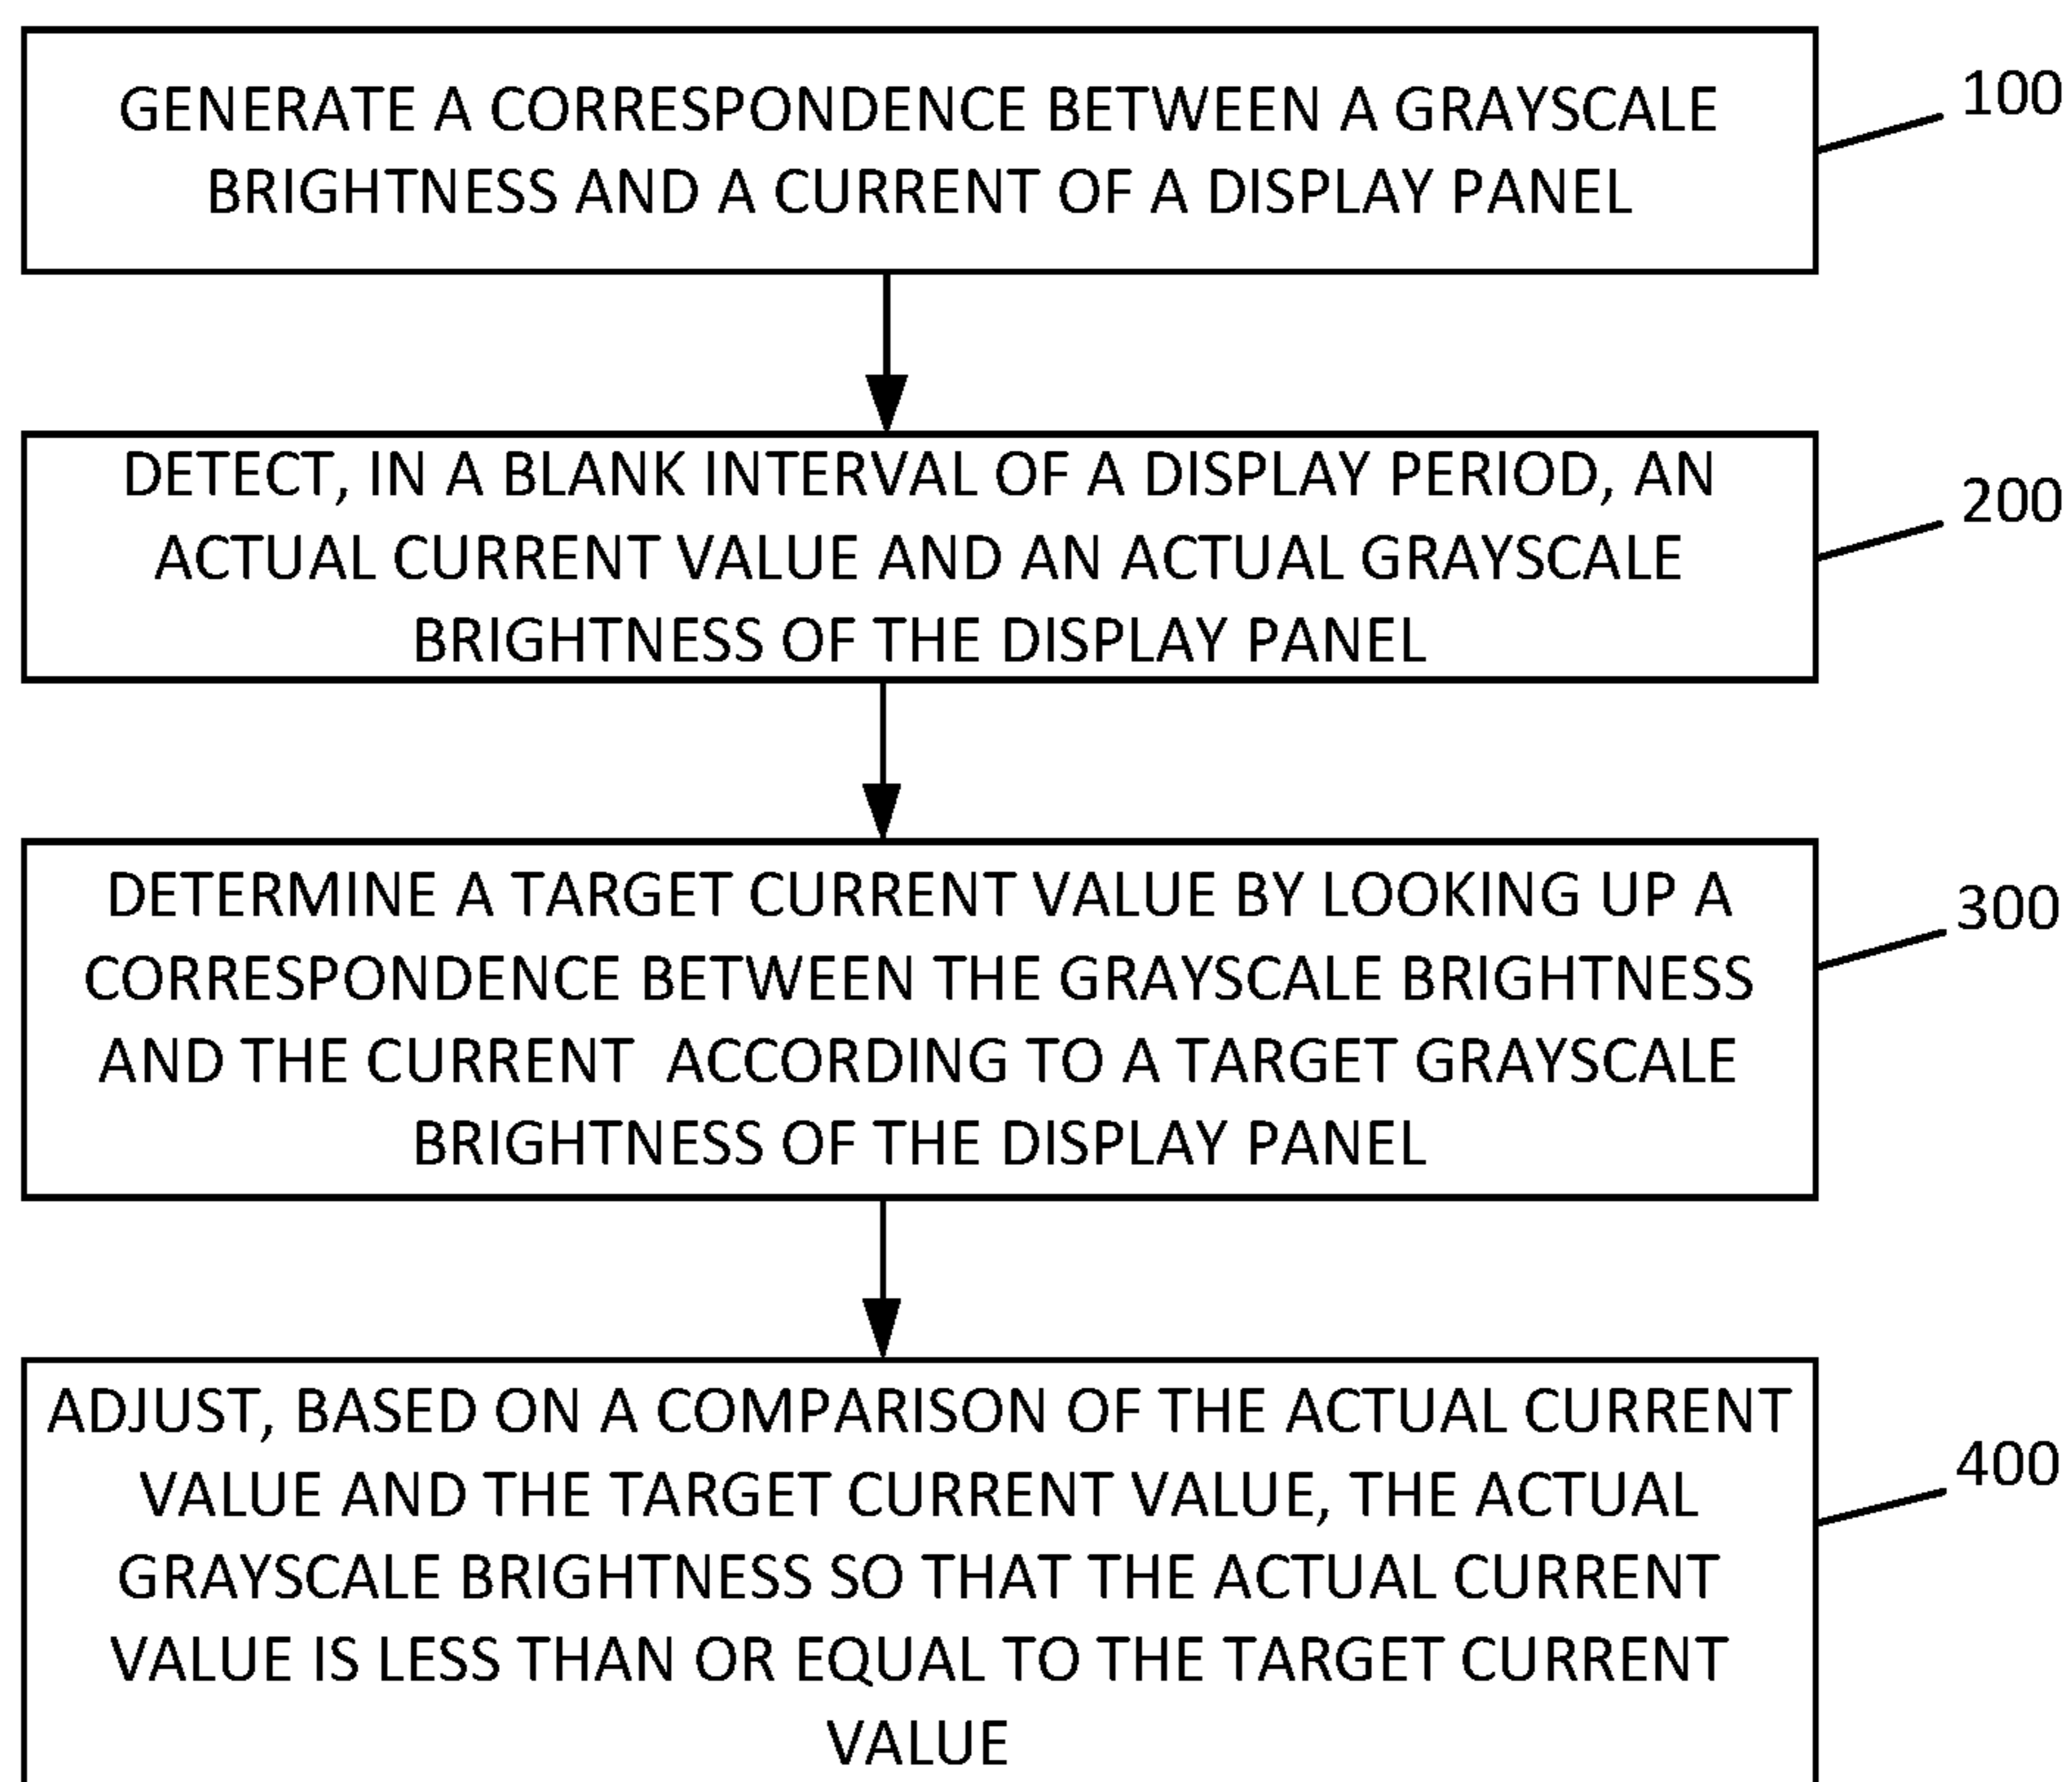 GENERATE A CORRESPONDENCE BETWEEN A GRAYSCALE
BRIGHTNESS AND A CURRENT OF A DISPLAY PANEL
100
DETECT, IN A BLANK INTERVAL OF A DISPLAY PERIOD, AN
ACTUAL CURRENT VALUE AND AN ACTUAL GRAYSCALE
BRIGHTNESS OF THE DISPLAY PANEL
200
DETERMINE A TARGET CURRENT VALUE BY LOOKING UP A
CORRESPONDENCE BETWEEN THE GRAYSCALE BRIGHTNESS
AND THE CURRENT ACCORDING TO A TARGET GRAYSCALE
BRIGHTNESS OF THE DISPLAY PANEL
300
ADJUST, BASED ON A COMPARISON OF THE ACTUAL CURRENT
VALUE AND THE TARGET CURRENT VALUE, THE ACTUAL
GRAYSCALE BRIGHTNESS SO THAT THE ACTUAL CURRENT
VALUE IS LESS THAN OR EQUAL TO THE TARGET CURRENT
VALUE
400